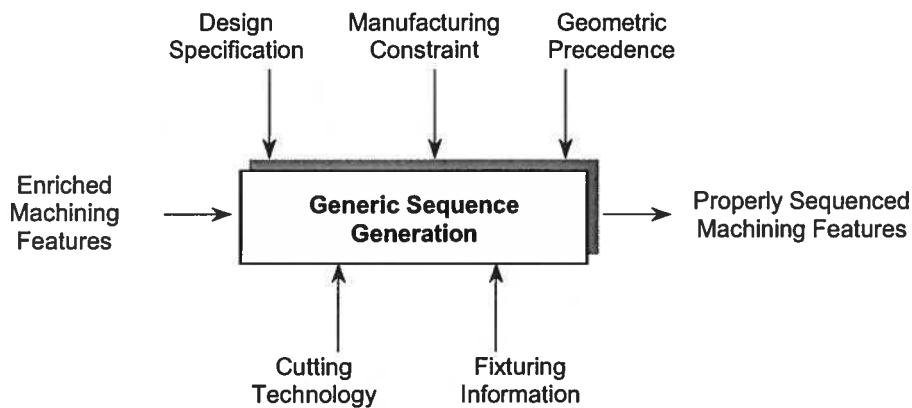 Design
Specification
Manufacturing
Constraint
Geometric
Precedence
Enriched
Machining
Features
Generic Sequence
Generation
Properly Sequenced
Machining Features
Cutting
Technology
Fixturing
Information